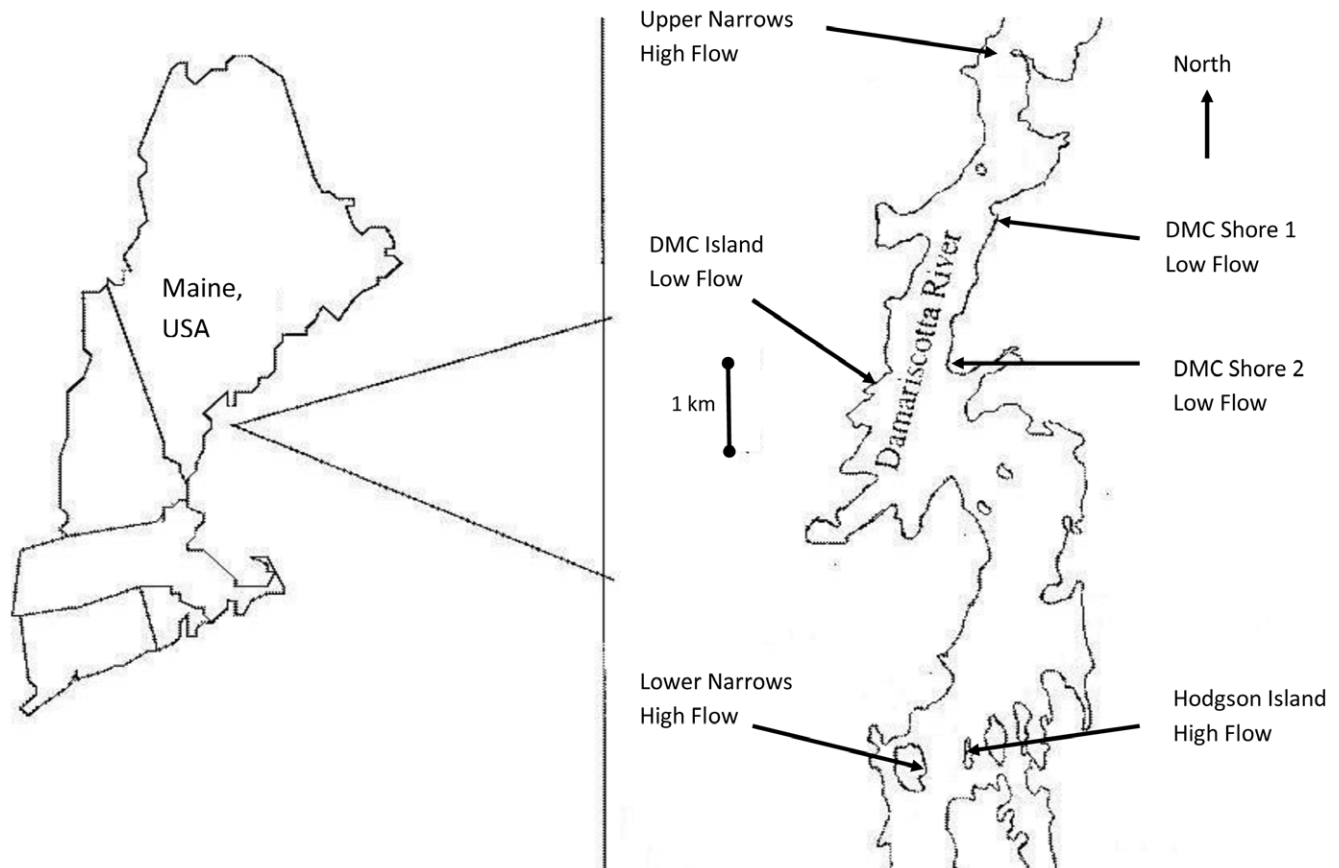 Maine,
USA
Upper Narrows
High Flow
North
DMC Island
Low Flow
DMC Shore 1
Low Flow
Damariscotta River
1 km
DMC Shore 2
Low Flow
Lower Narrows
High Flow
Hodgson Island
High Flow